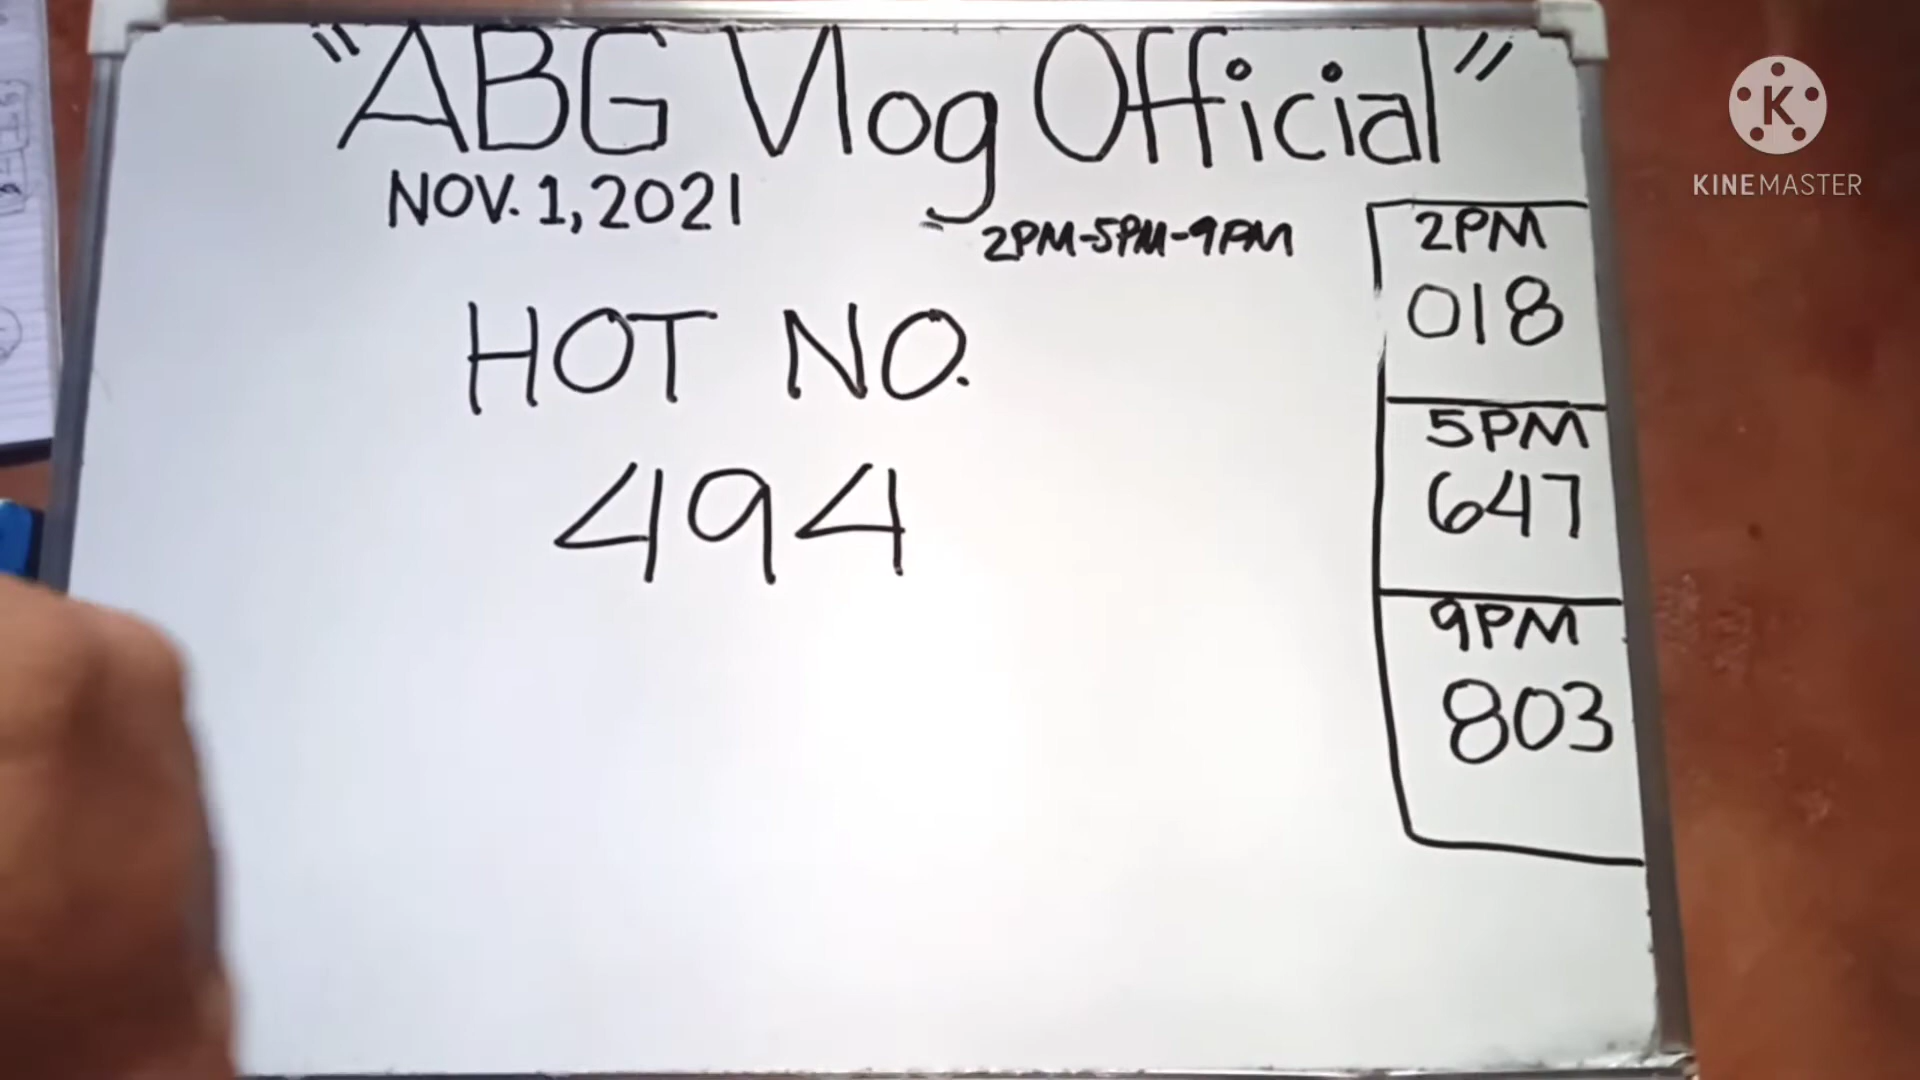 "ABG Vlog Official"
NOV. 1, 2021
2PM-5PM-9PM
HOT NO.
494
2PM
018
5PM
647
9PM
803
K
KINEMASTER